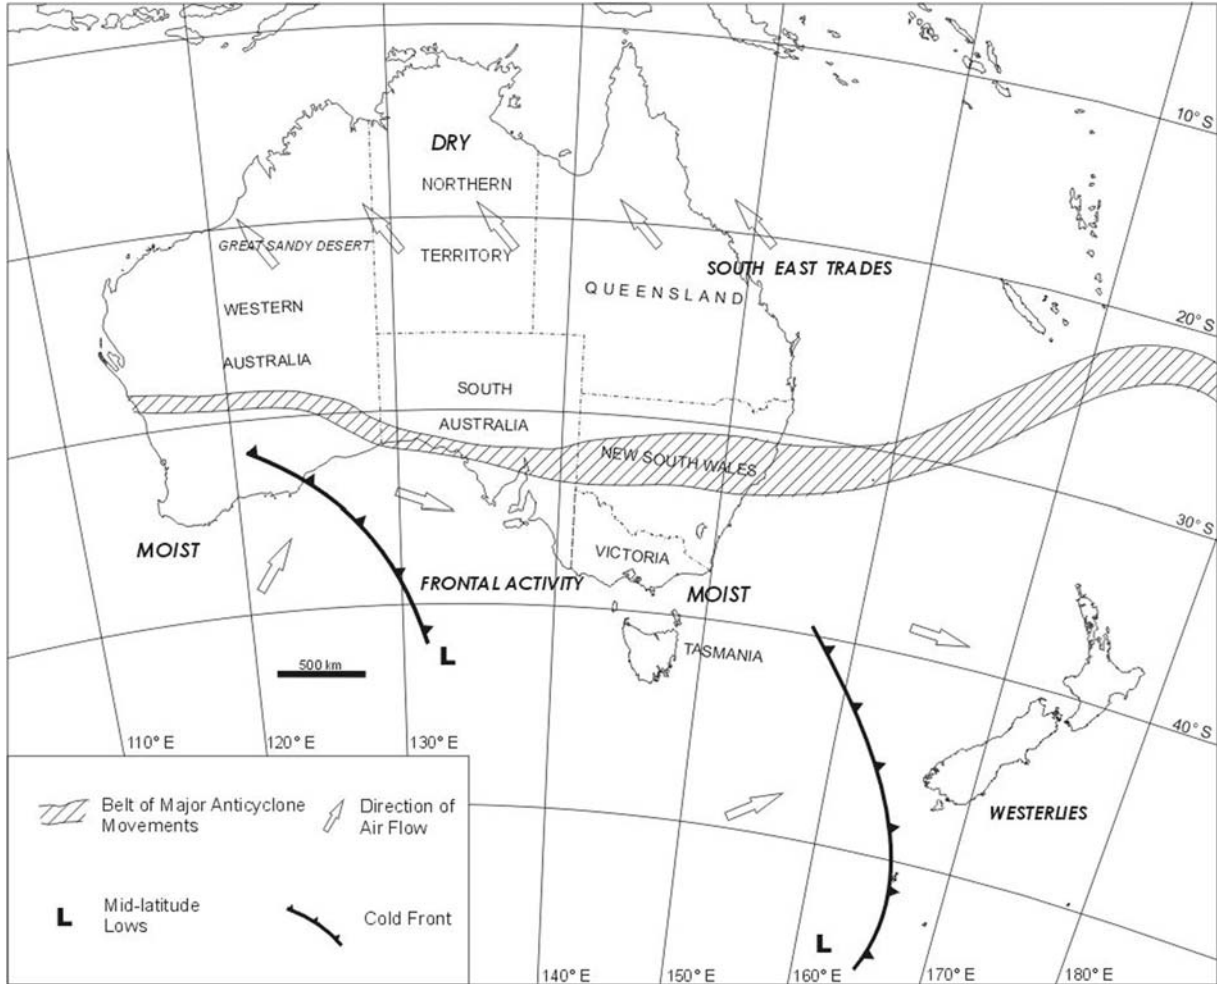 10° S
DRY
NORTHERN
GREAT SANDY DESERT
TERRITORY
SOUTH EAST TRADES
QUEENSLAND
WESTERN
20° S
AUSTRALIA
SOUTH
AUSTRALIA
NEW SOUTH WALES
30° S
MOIST
VICTORIA
FRONTAL ACTIVITY
MOIST
TASMANIA
L
500 km
40° S
110° E
120° E
130° E
Belt of Major Anticyclone
Movements
Direction of
Air Flow
WESTERLIES
L
Mid-latitude
Lows
Cold Front
L
140° E
150° E
160° E
170° E
180° E